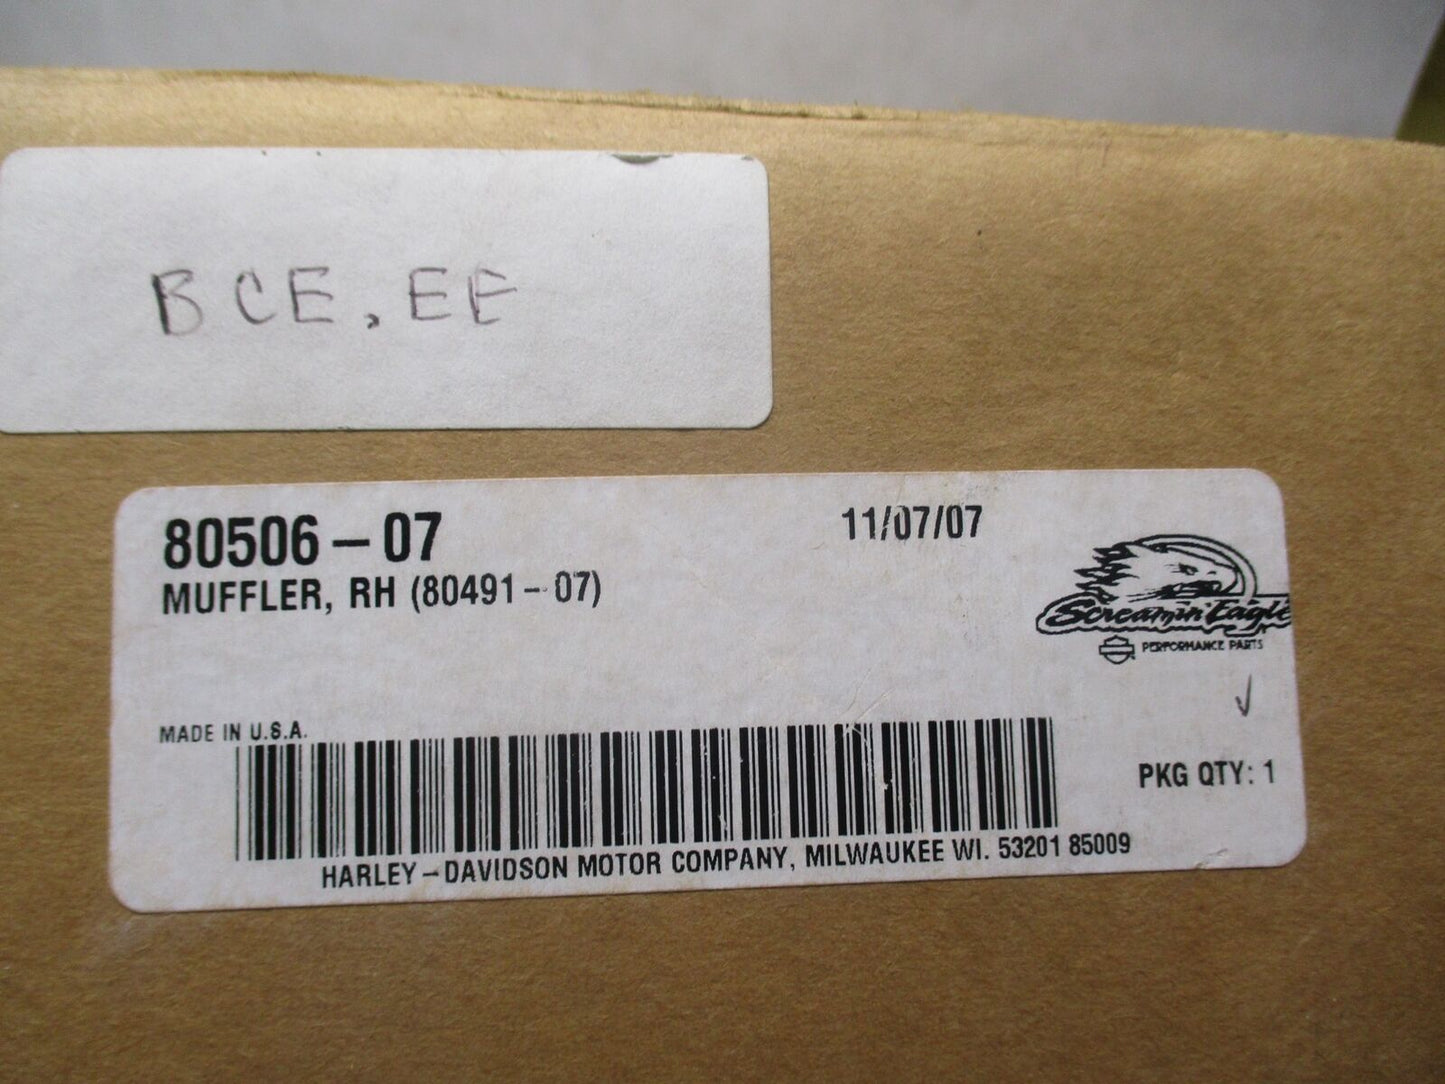 BCE, EE
80506-07
11/07/07
MUFFLER, RH (80491-07)
Screamin' Eagle
PERFORMANCE PARTS
MADE IN U.S.A.
PKG QTY: 1
HARLEY-DAVIDSON MOTOR COMPANY, MILWAUKEE WI. 53201 85009